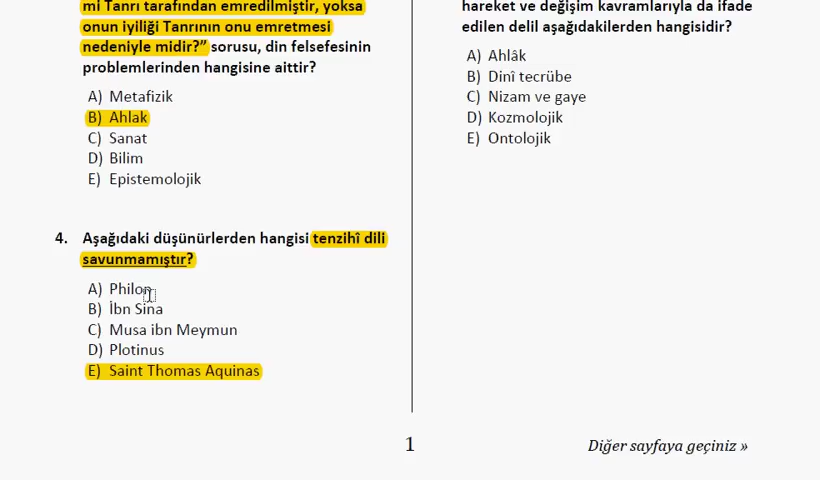 mi Tanrı tarafından emredilmiştir, yoksa
onun iyiliği Tanrının onu emretmesi
nedeniyle midir?” sorusu, din felsefesinin
problemlerinden hangisine aittir?
A) Metafizik
B) Ahlak
C) Sanat
D) Bilim
E) Epistemolojik
4. Aşağıdaki düşünürlerden hangisi tenzihî dili
savunmamıştır?
A) Philon
B) İbn Sina
C) Musa ibn Meymun
D) Plotinus
E) Saint Thomas Aquinas
hareket ve değişim kavramlarıyla da ifade
edilen delil aşağıdakilerden hangisidir?
A) Ahlâk
B) Dinî tecrübe
C) Nizam ve gaye
D) Kozmolojik
E) Ontolojik
1
Diğer sayfaya geçiniz »